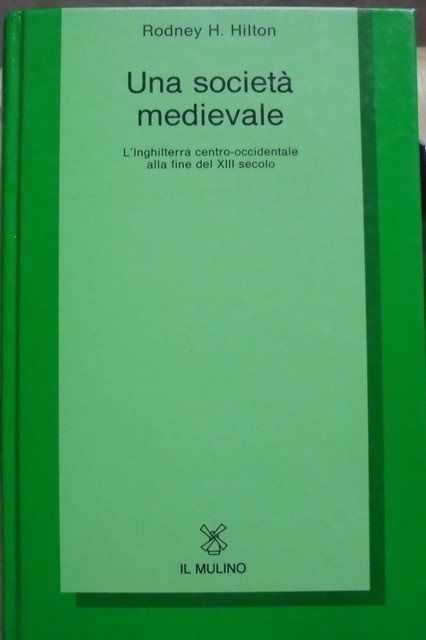 Rodney H. Hilton
Una società
medievale
L'Inghilterra centro-occidentale
alla fine del XIII secolo
IL MULINO